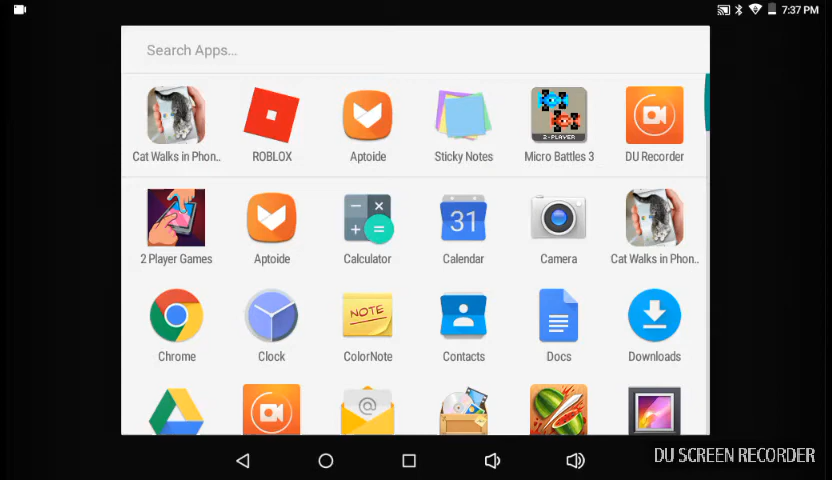 7:37 PM
Search Apps...
Cat Walks in Phon..
ROBLOX
Aptoide
Sticky Notes
2-PLAYER
Micro Battles 3
DU Recorder
2 Player Games
Aptoide
Calculator
31
Calendar
Camera
Cat Walks in Phon..
Chrome
Clock
NOTE
ColorNote
Contacts
Docs
Downloads
@
DU SCREEN RECORDER